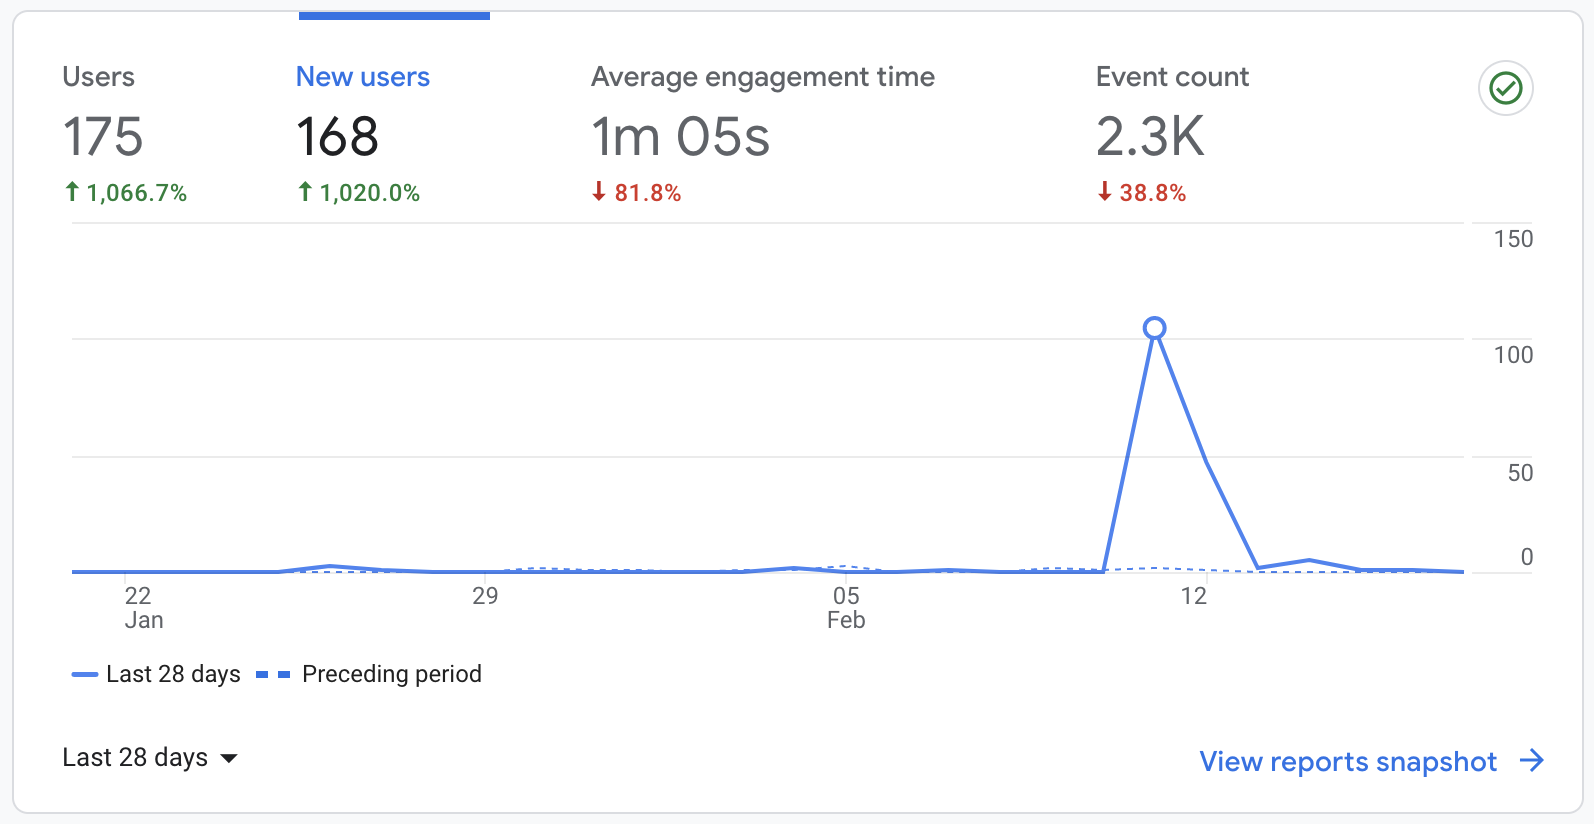 Users
175
↑ 1,066.7%
New users
168
↑ 1,020.0%
Average engagement time
1m 05s
↓ 81.8%
Event count
2.3K
↓ 38.8%
150
100
50
0
22
Jan
29
05
Feb
12
Last 28 days
Preceding period
Last 28 days
View reports snapshot →